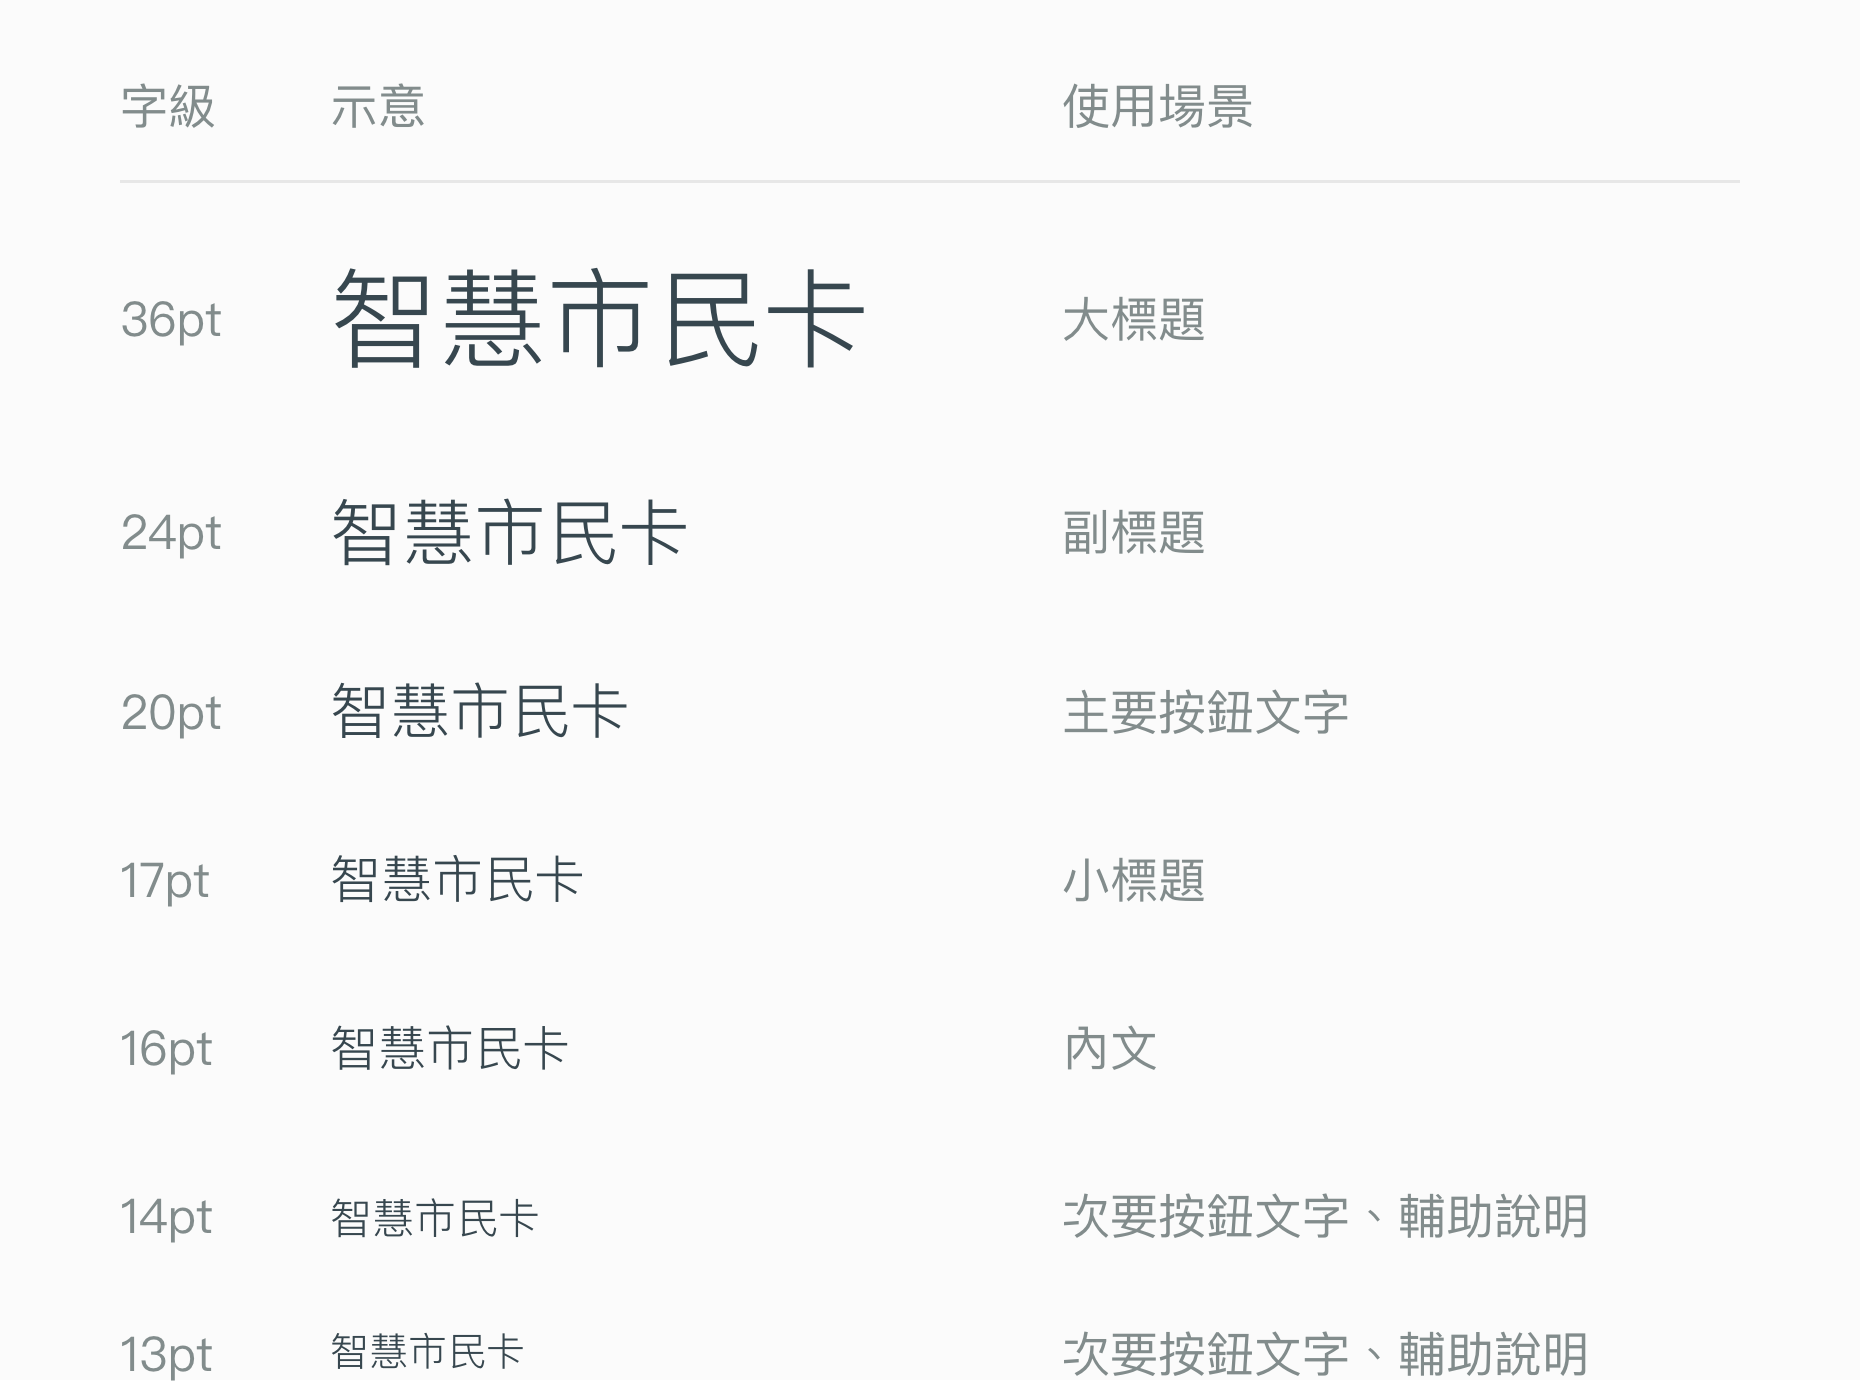 字級 示意 使用場景
36pt 智慧市民卡 大標題
24pt 智慧市民卡 副標題
20pt 智慧市民卡 主要按鈕文字
17pt 智慧市民卡 小標題
16pt 智慧市民卡 內文
14pt 智慧市民卡 次要按鈕文字、輔助說明
13pt 智慧市民卡 次要按鈕文字、輔助說明